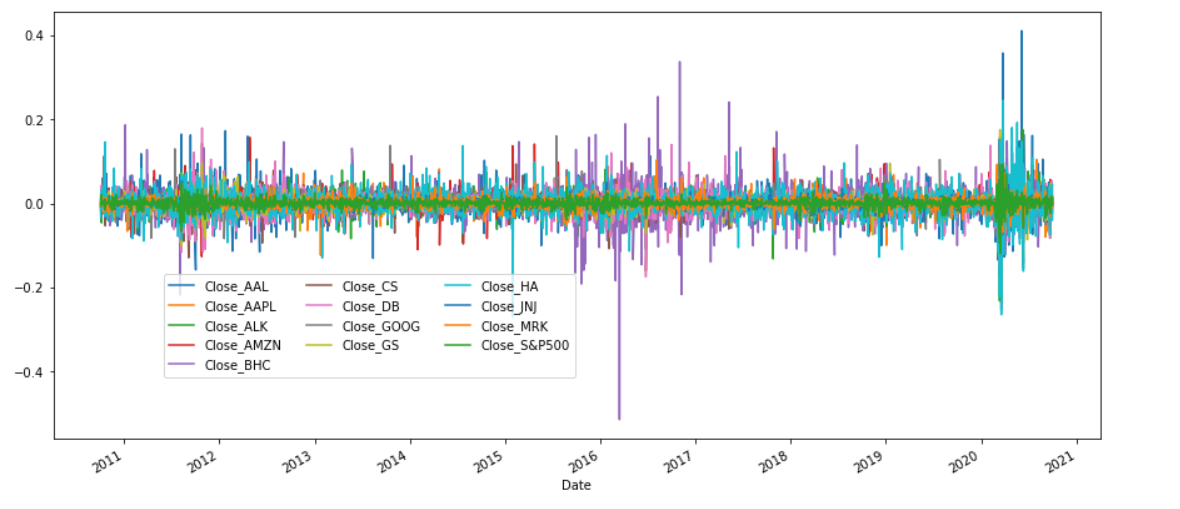 0.4
0.2
0.0
−0.2
−0.4
Close_AAL Close_CS Close_HA
Close_AAPL Close_DB Close_JNJ
Close_ALK Close_GOOG Close_MRK
Close_AMZN Close_GS Close_S&P500
Close_BHC
2011 2012 2013 2014 2015 2016 2017 2018 2019 2020 2021
Date